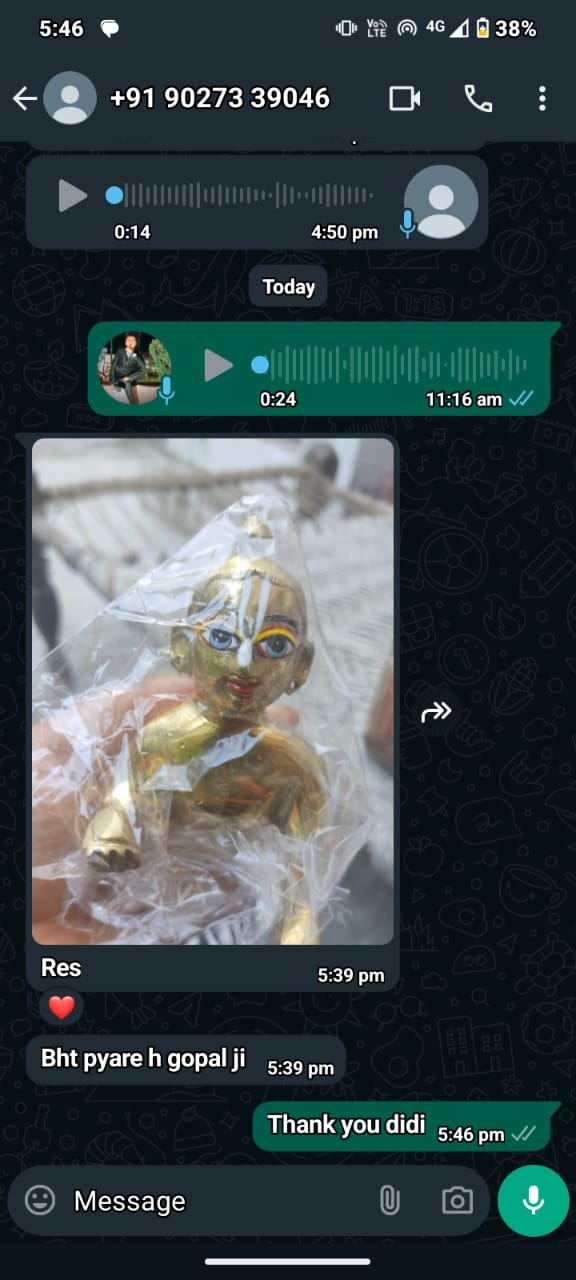 5:46 Vo)) LTE 4G 38%
+91 90273 39046
0:14 4:50 pm
Today
0:24 11:16 am
Res 5:39 pm
Bht pyare h gopal ji 5:39 pm
Thank you didi 5:46 pm
Message